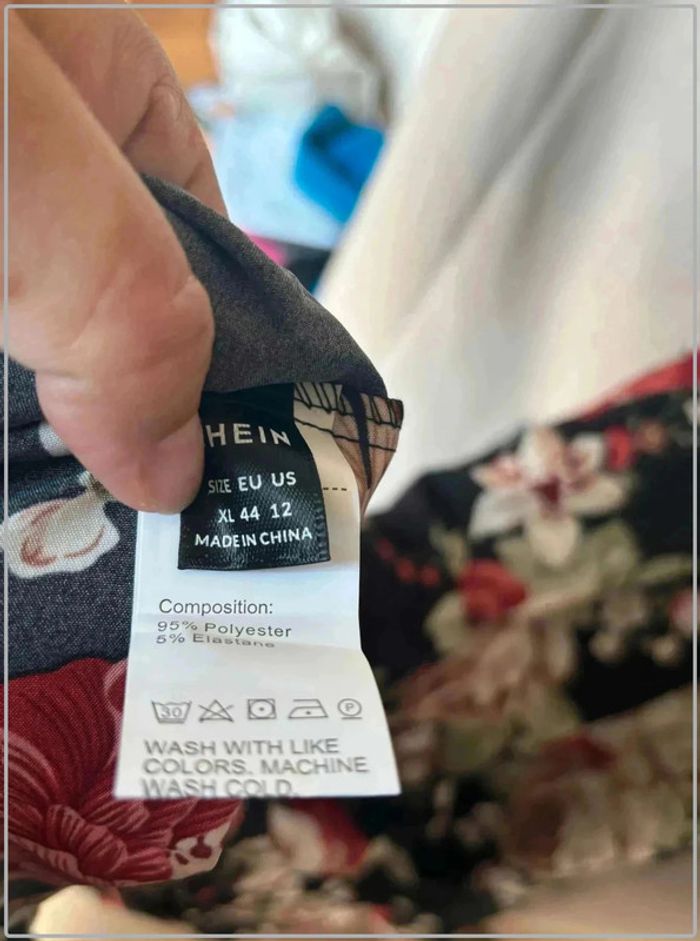 HEIN
SIZE EU US
XL 44 12
MADE IN CHINA
Composition:
95% Polyester
5% Elastane
30 P
WASH WITH LIKE
COLORS. MACHINE
WASH COLD.